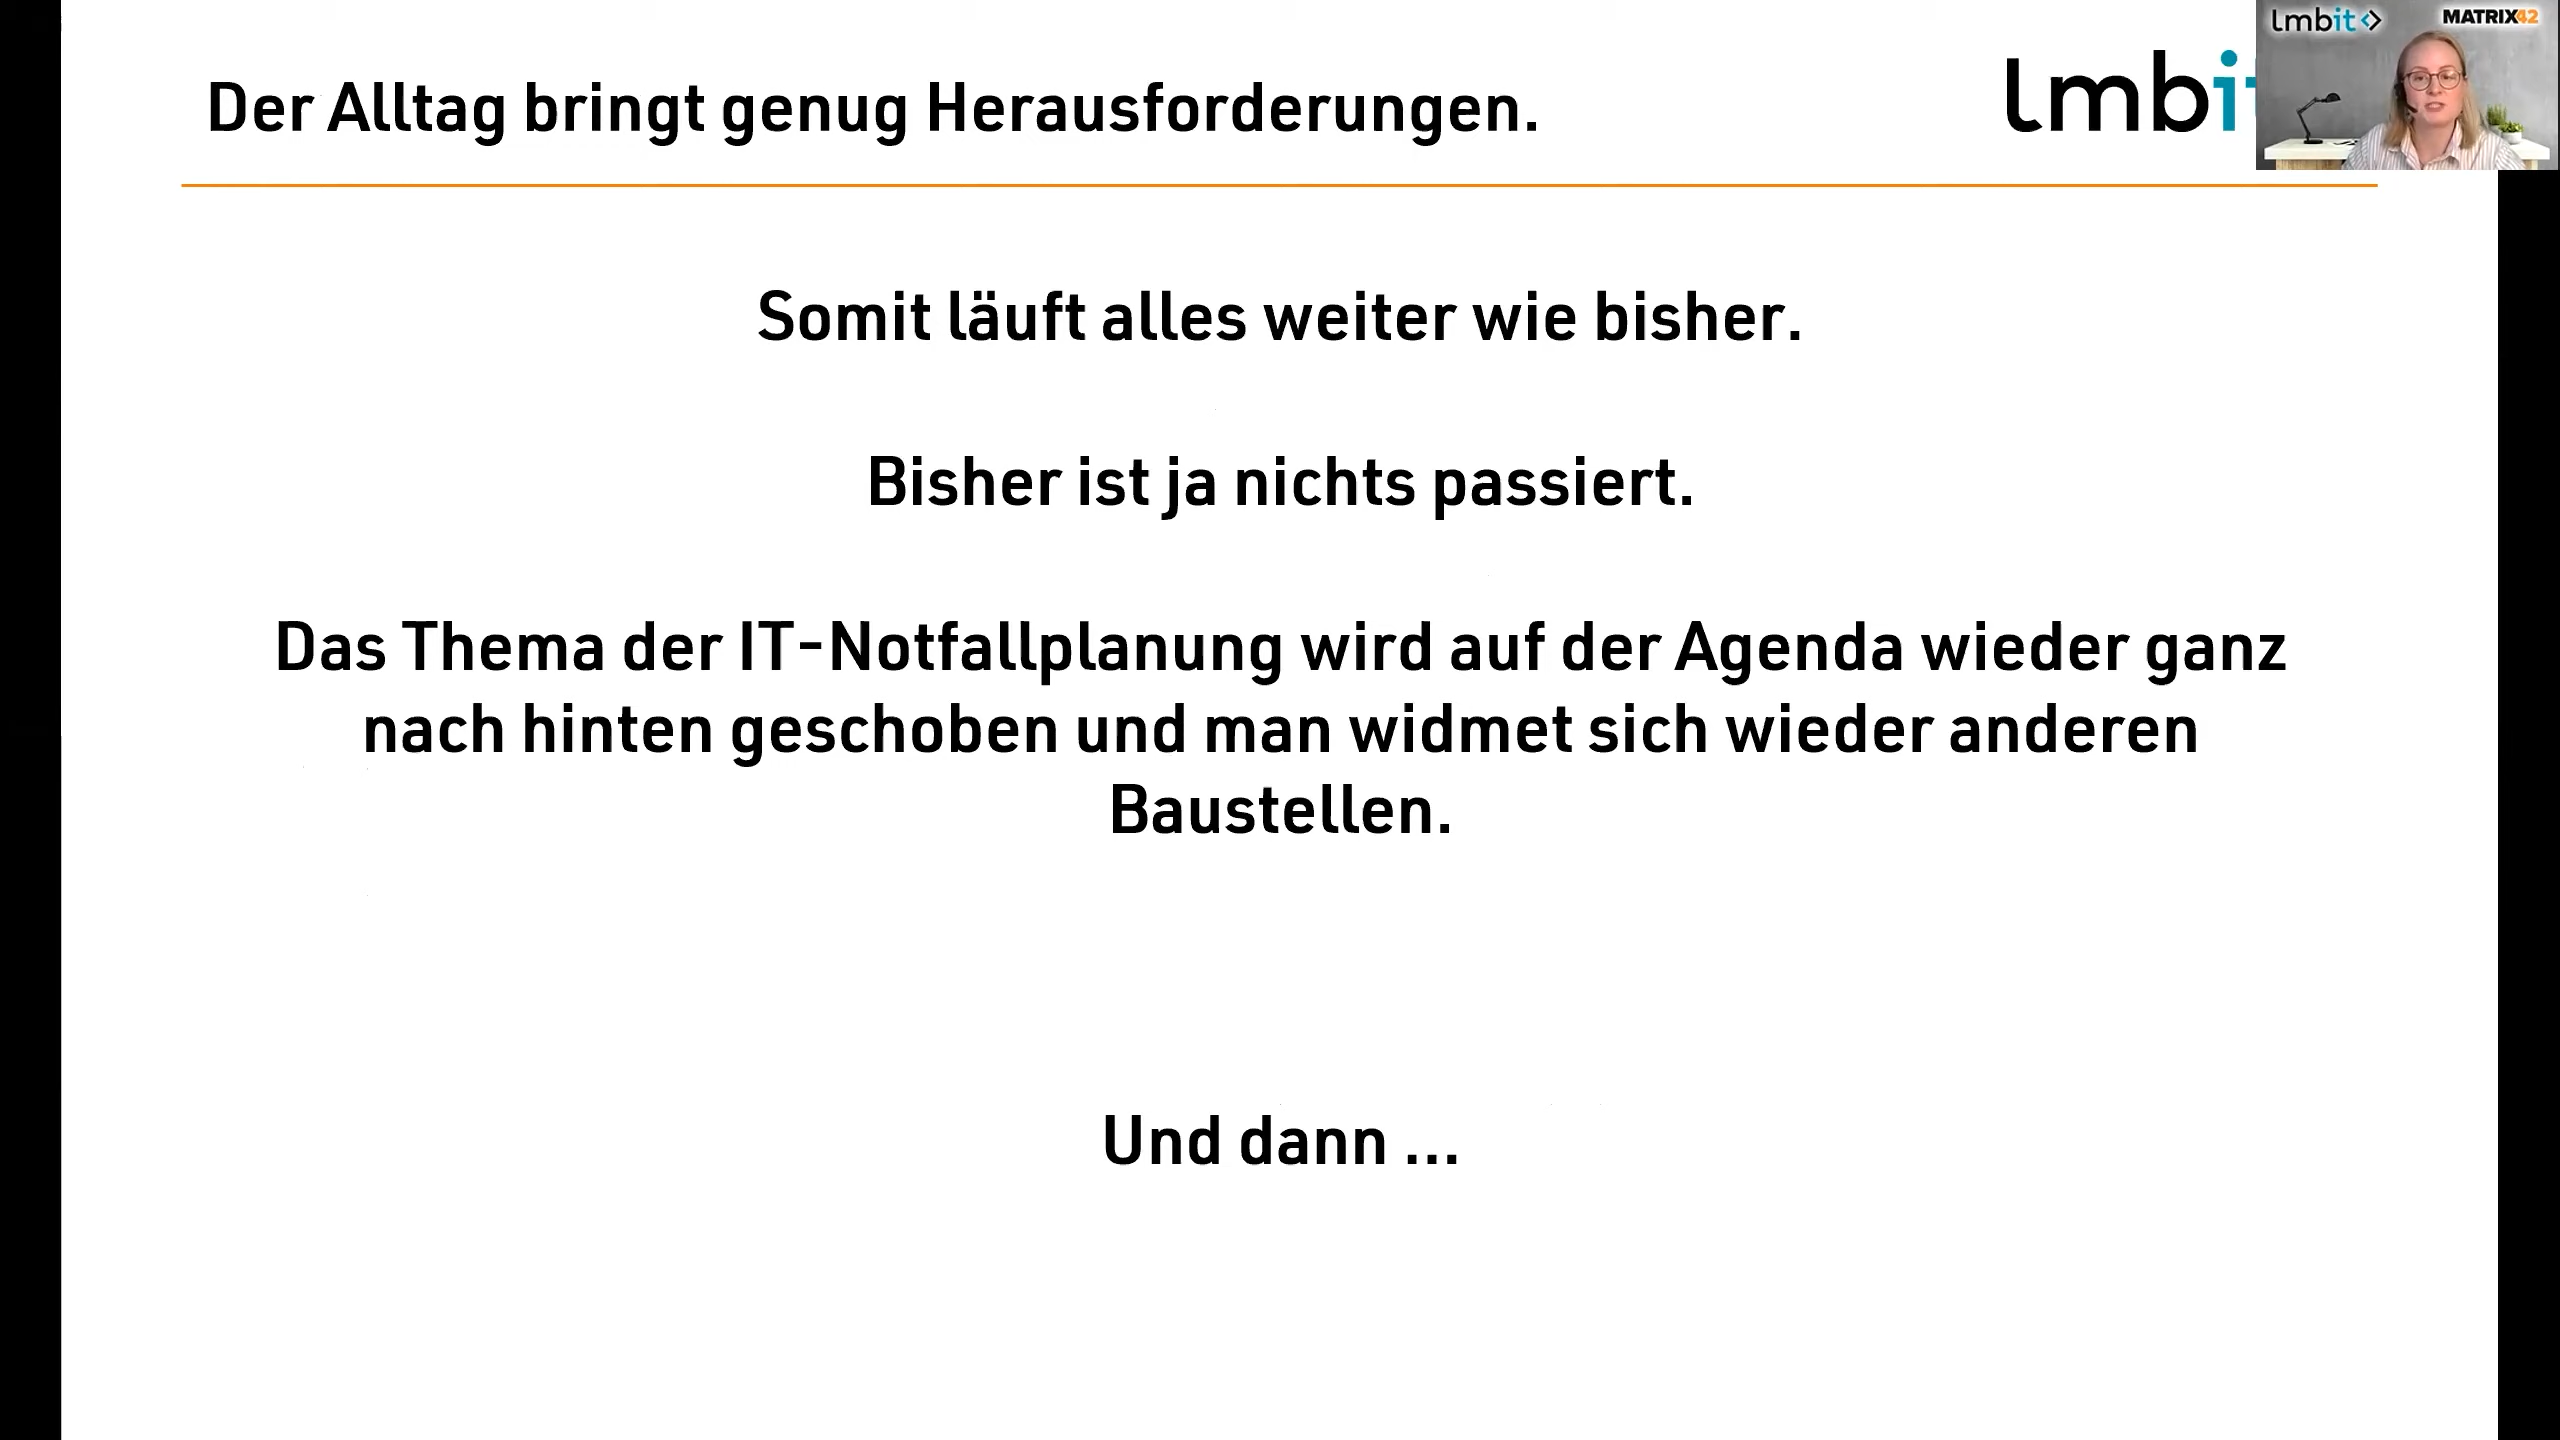 Der Alltag bringt genug Herausforderungen.
lmbit
lmbit<>
MATRIX42
Somit läuft alles weiter wie bisher.
Bisher ist ja nichts passiert.
Das Thema der IT-Notfallplanung wird auf der Agenda wieder ganz
nach hinten geschoben und man widmet sich wieder anderen
Baustellen.
Und dann ...